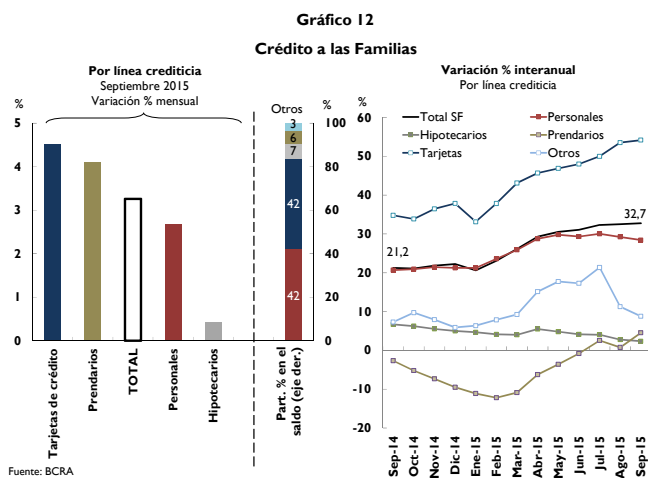 Gráfico 12
Crédito a las Familias
Por línea crediticia
Septiembre 2015
Variación % mensual
%
5
4
3
2
1
0
Tarjetas de crédito
Prendarios
TOTAL
Personales
Hipotecarios
Otros
%
3
6
7
42
42
100
80
60
40
20
0
Part. % en el
saldo (eje der.)
Variación % interanual
Por línea crediticia
%
60
50
40
30
20
10
0
-10
-20
Total SF
Personales
Hipotecarios
Prendarios
Tarjetas
Otros
21,2
32,7
Sep-14
Oct-14
Nov-14
Dic-14
Ene-15
Feb-15
Mar-15
Abr-15
May-15
Jun-15
Jul-15
Ago-15
Sep-15
Fuente: BCRA